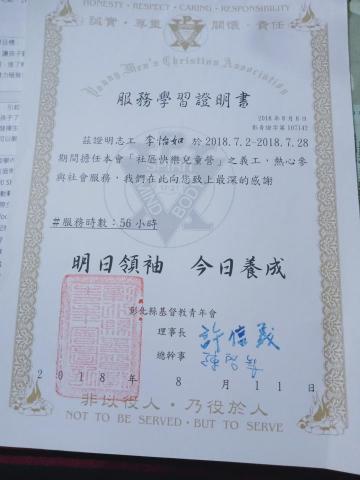 HONESTY・RESPECT・CARING・RESPONSIBILITY
誠實・尊重 關懷・責任
Young Men's Christian Association
服務學習證明書
2018年8月8日
彰青證字第107142
茲證明志工 李怡如 於2018.7.2-2018.7.28
期間擔任本會「社區快樂兒童營」之義工,熱心參
與社會服務,我們在此向您致上最深的感謝
#服務時數:56小時
明日領袖 今日養成
彰化縣基督教青年會
理事長 許信義
總幹事
2018年8月11日
非以役人・乃役於人
NOT TO BE SERVED・BUT TO SERVE